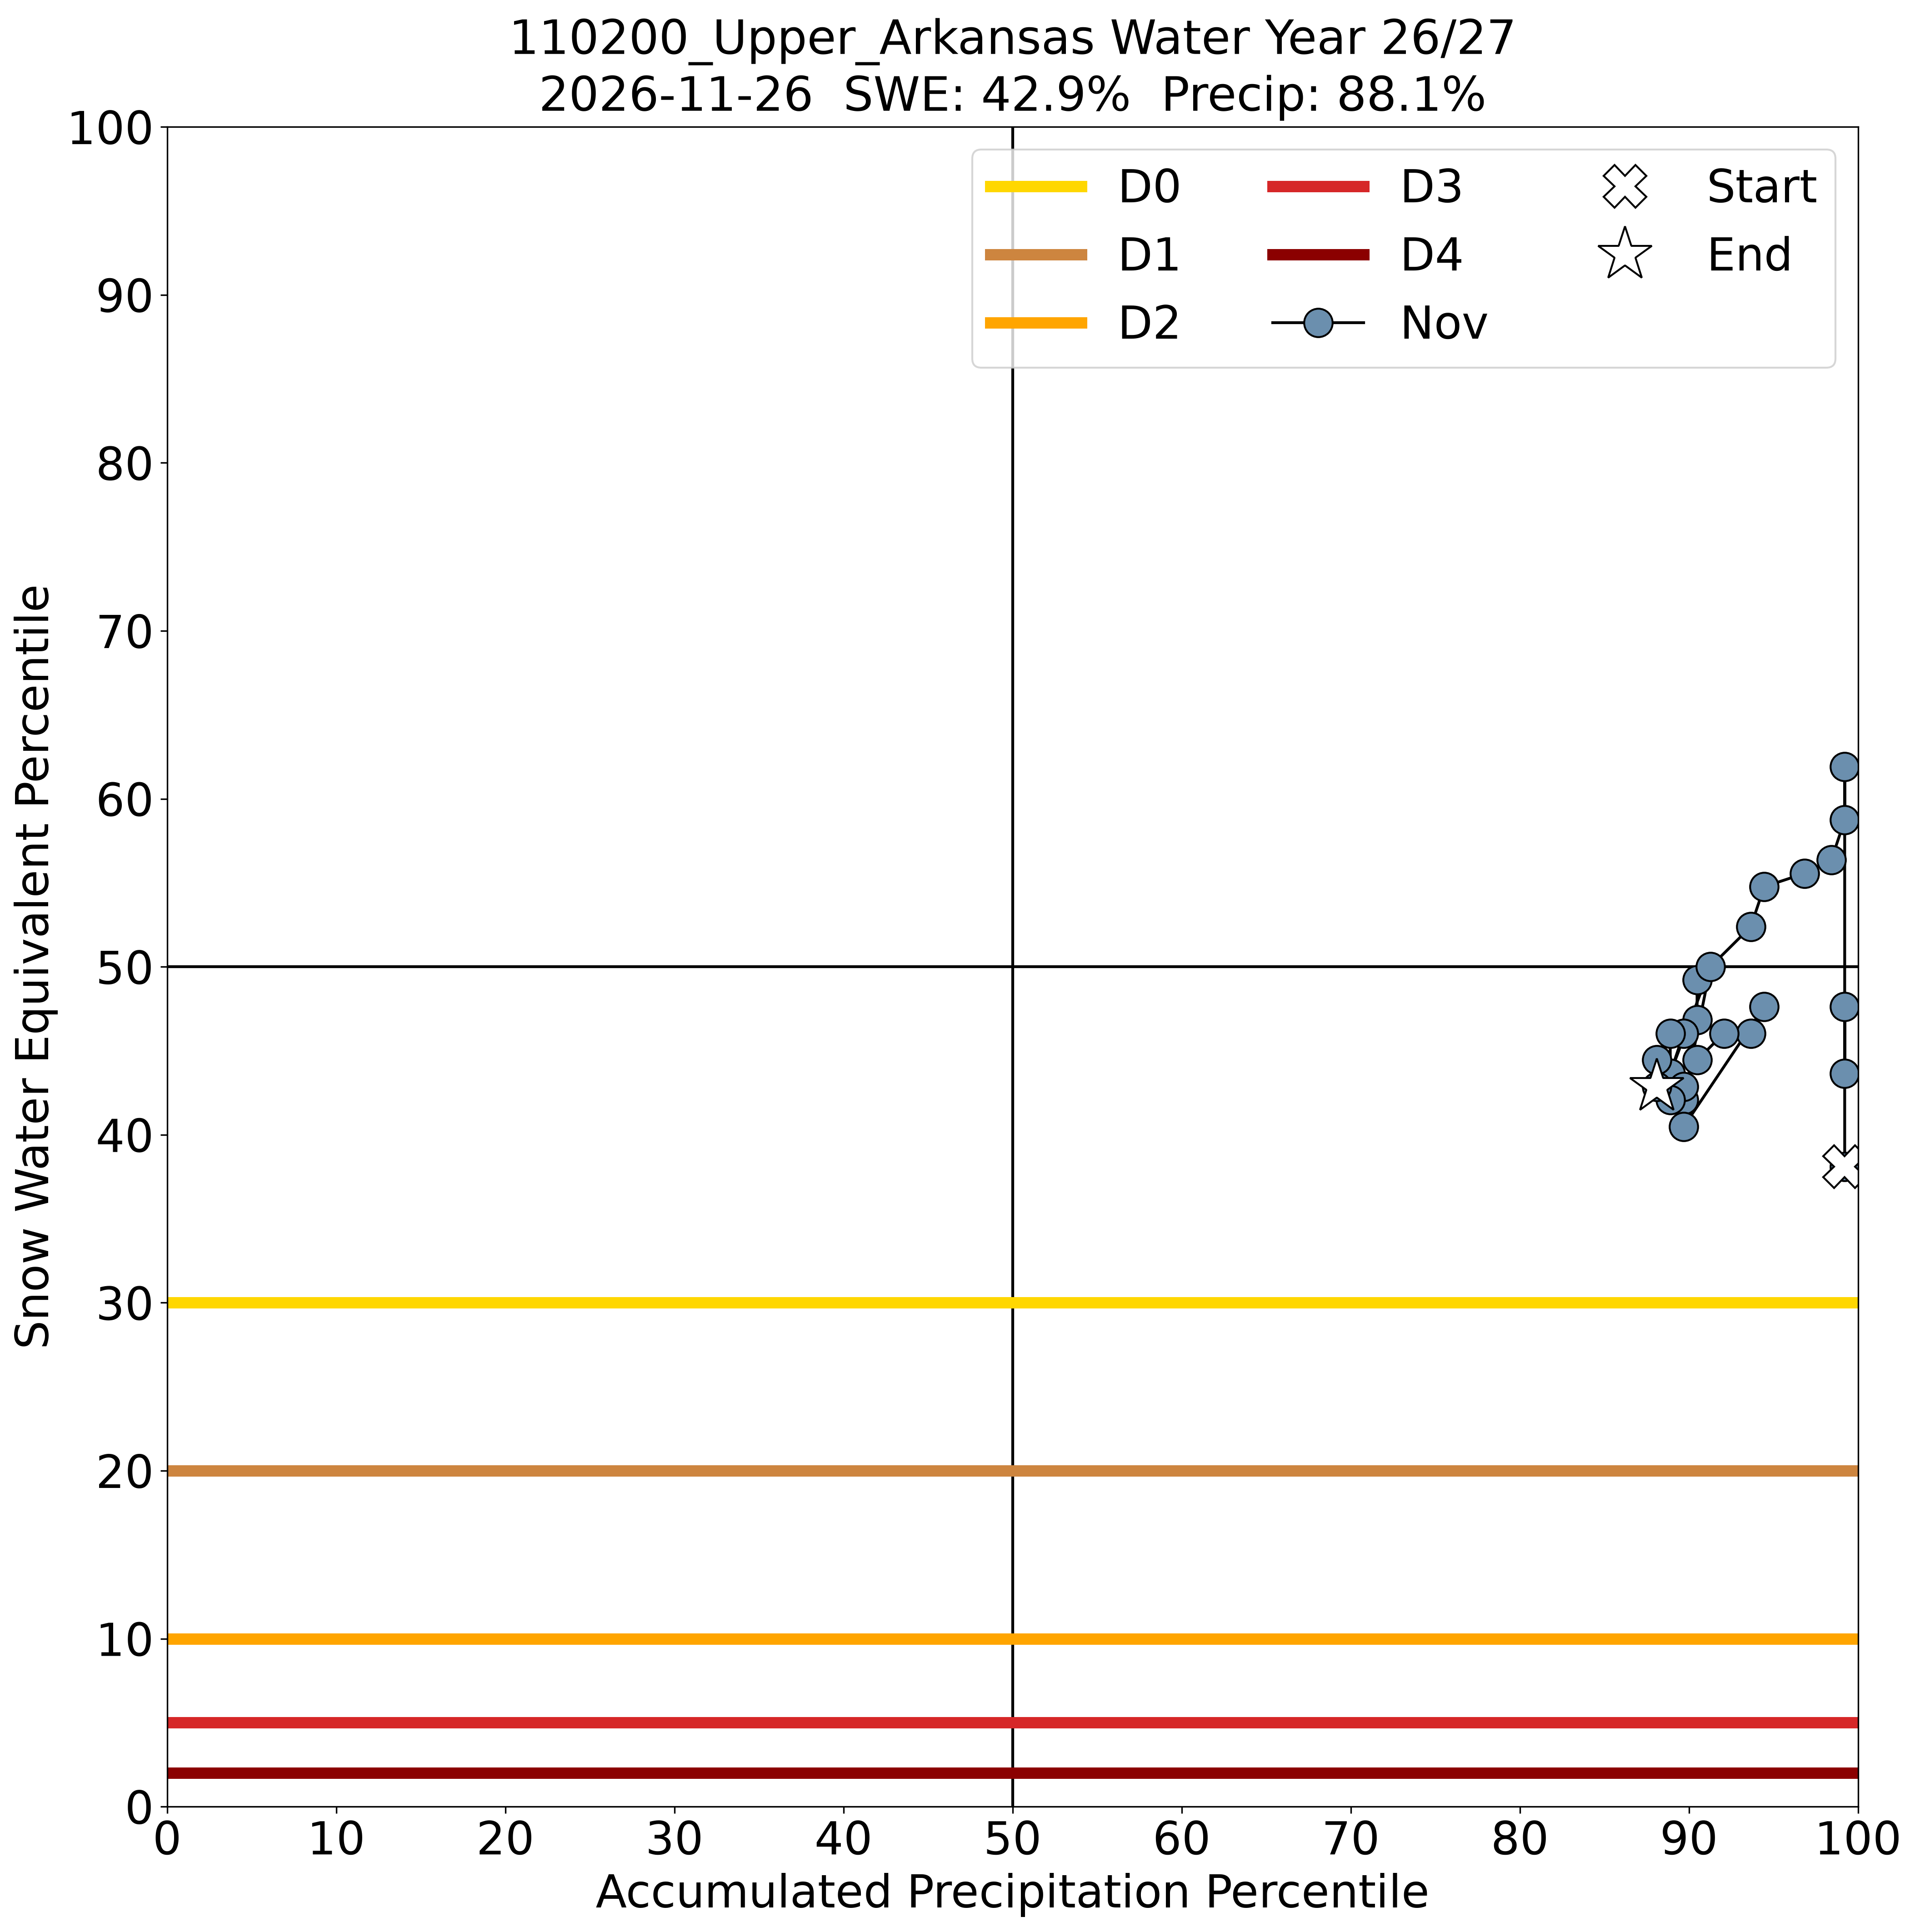 110200_Upper_Arkansas Water Year 26/27
2026-11-26  SWE: 42.9%  Precip: 88.1%
D0
D1
D2
D3
D4
Nov
Start
End
Snow Water Equivalent Percentile
100
90
80
70
60
50
40
30
20
10
0
0 10 20 30 40 50 60 70 80 90 100
Accumulated Precipitation Percentile